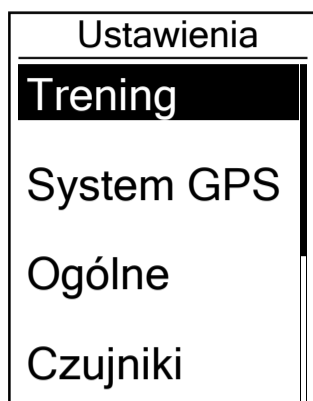 Ustawienia
Trening
System GPS
Ogólne
Czujniki